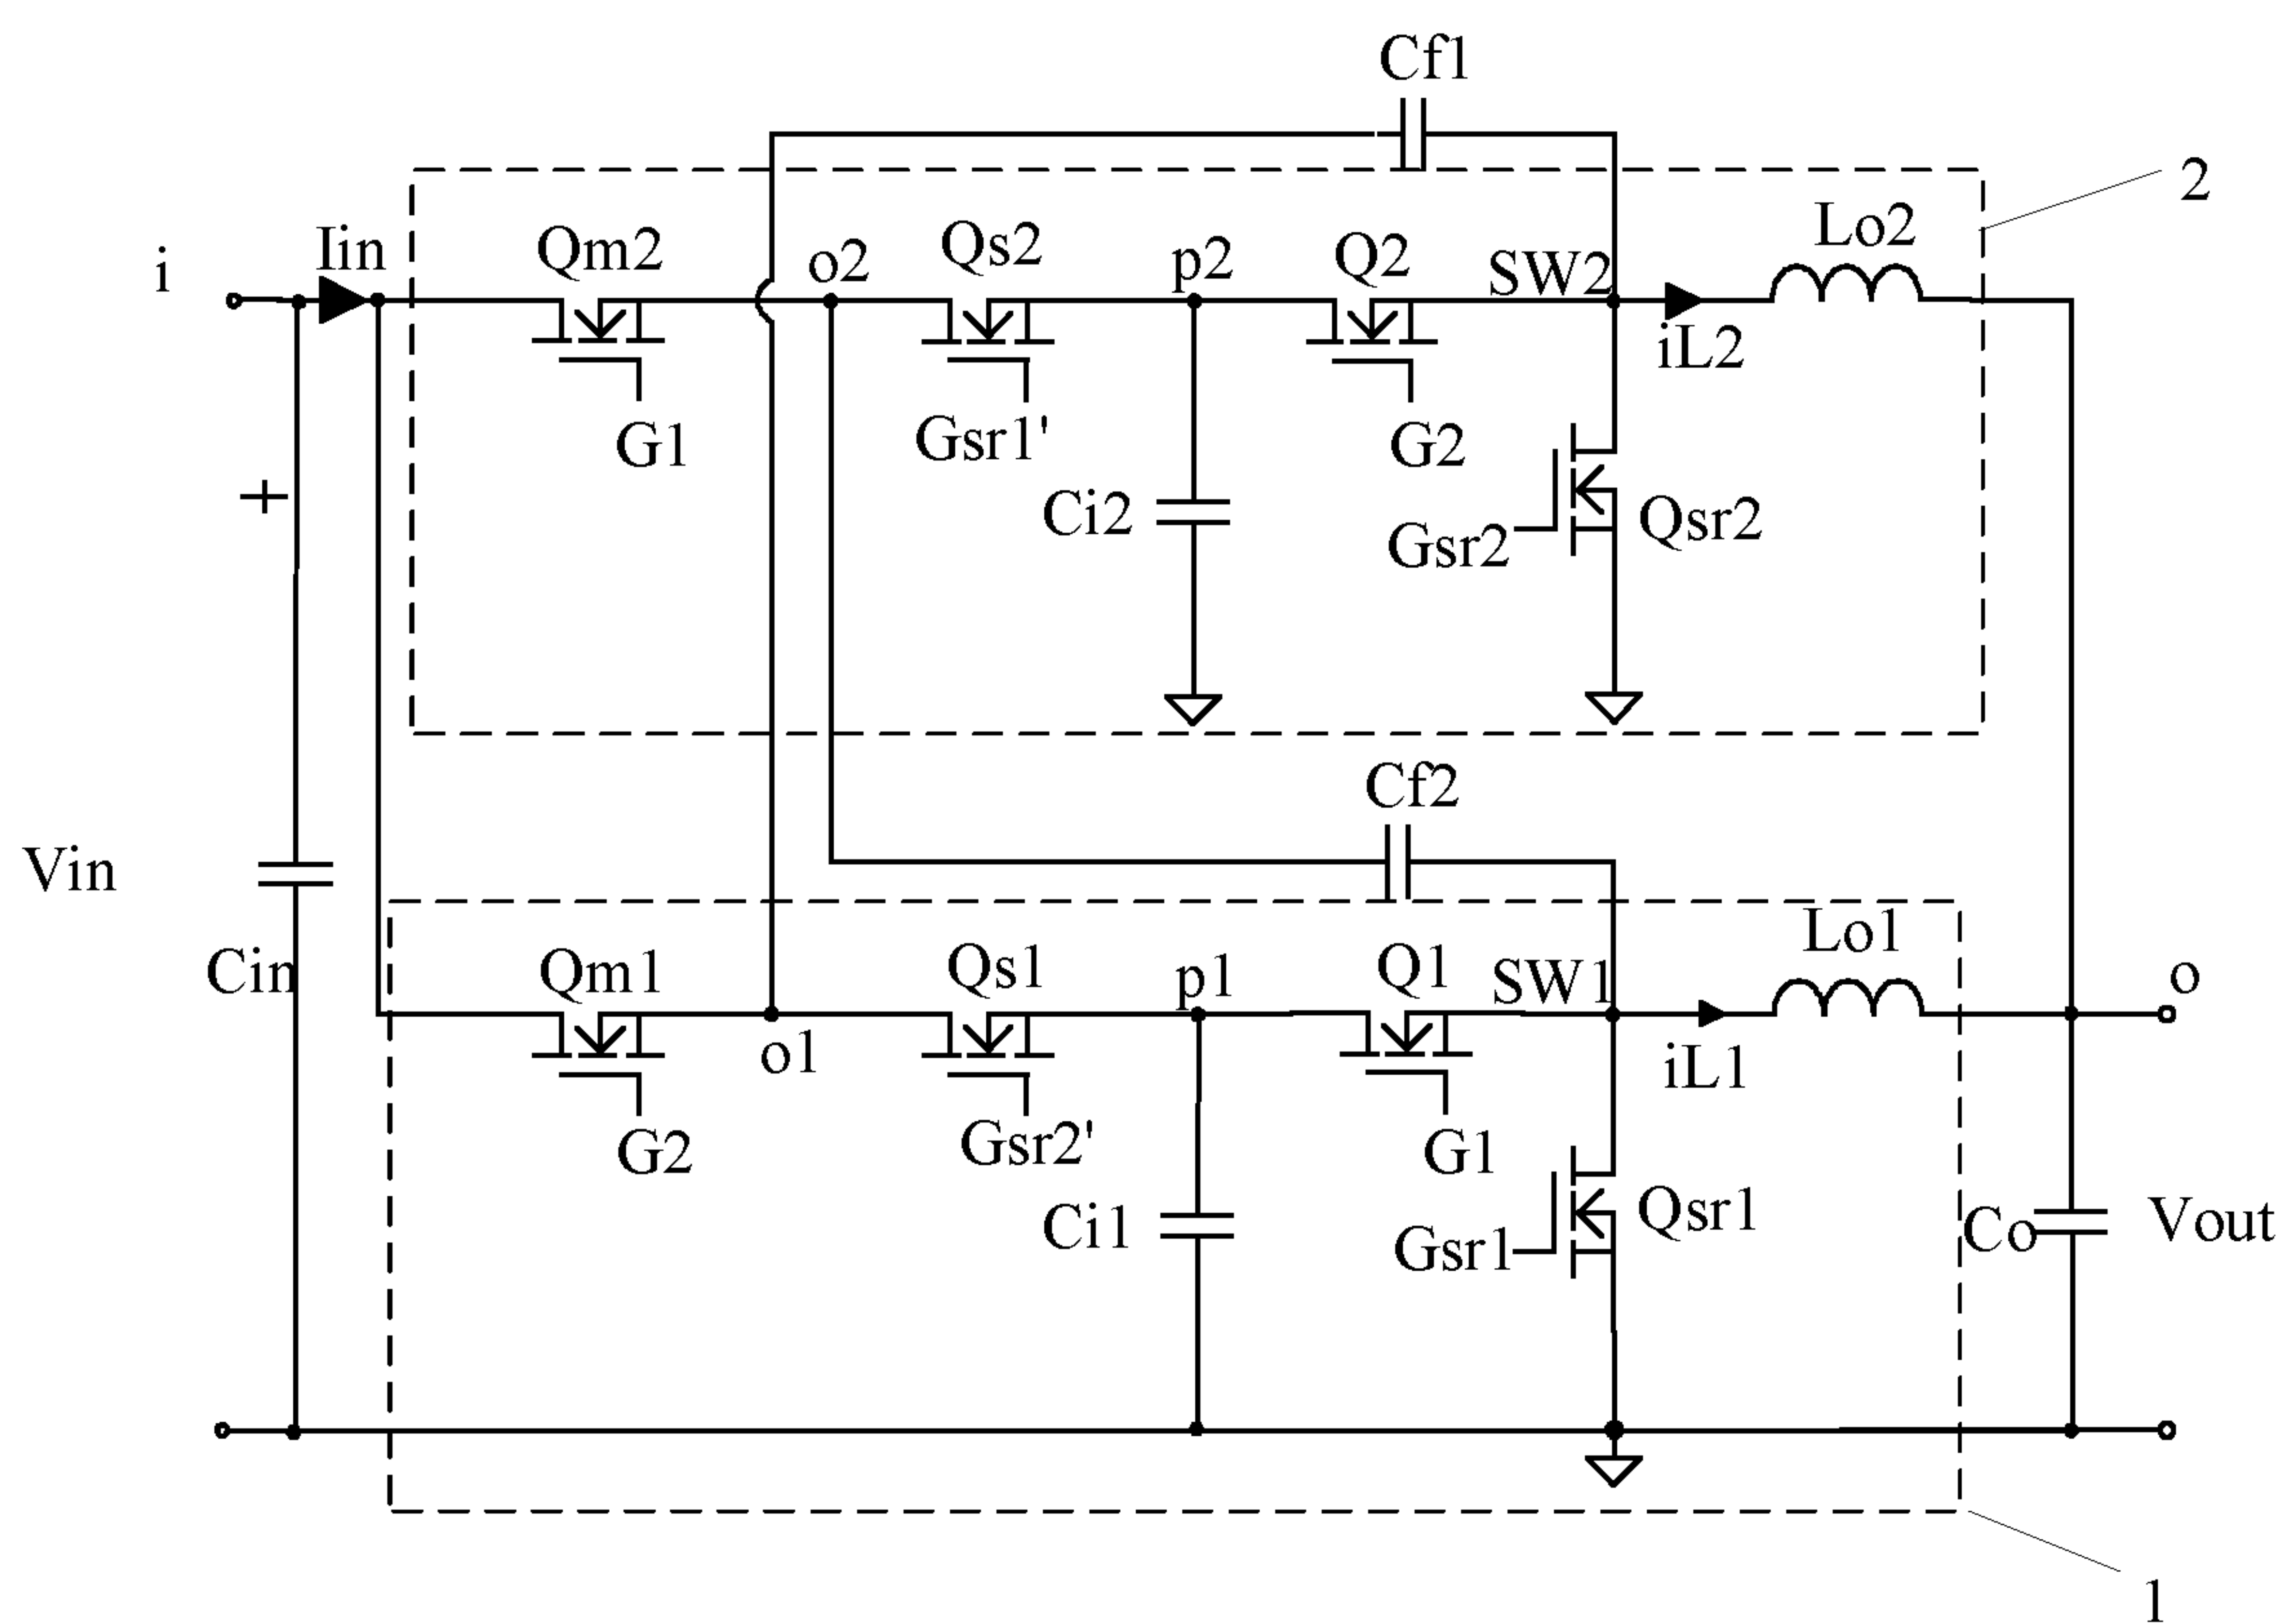 Cf1
2
Lo2
i
Iin
Qm2
o2
Qs2
p2
Q2
SW2
iL2
G1
Gsr1'
G2
+
Ci2
Gsr2
Qsr2
Cf2
Vin
Cin
Qm1
Qs1
p1
Q1
SW1
Lo1
o
o1
iL1
G2
Gsr2'
G1
Ci1
Gsr1
Qsr1
Co
Vout
1